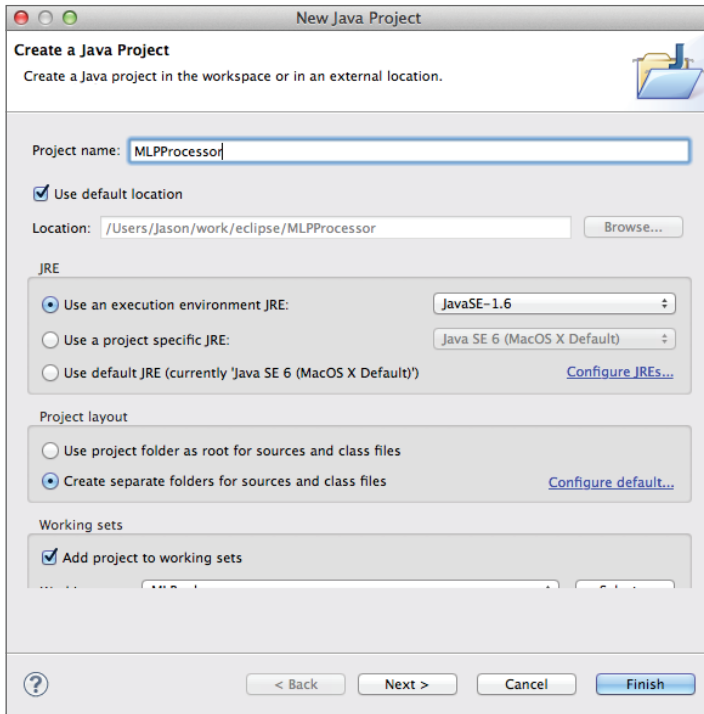 New Java Project
Create a Java Project
Create a Java project in the workspace or in an external location.
Project name: MLPProcessor
Use default location
Location: /Users/Jason/work/eclipse/MLPProcessor Browse...
JRE
Use an execution environment JRE: JavaSE-1.6
Use a project specific JRE: Java SE 6 (MacOS X Default)
Use default JRE (currently 'Java SE 6 (MacOS X Default)') Configure JREs...
Project layout
Use project folder as root for sources and class files
Create separate folders for sources and class files Configure default...
Working sets
Add project to working sets
? < Back Next > Cancel Finish